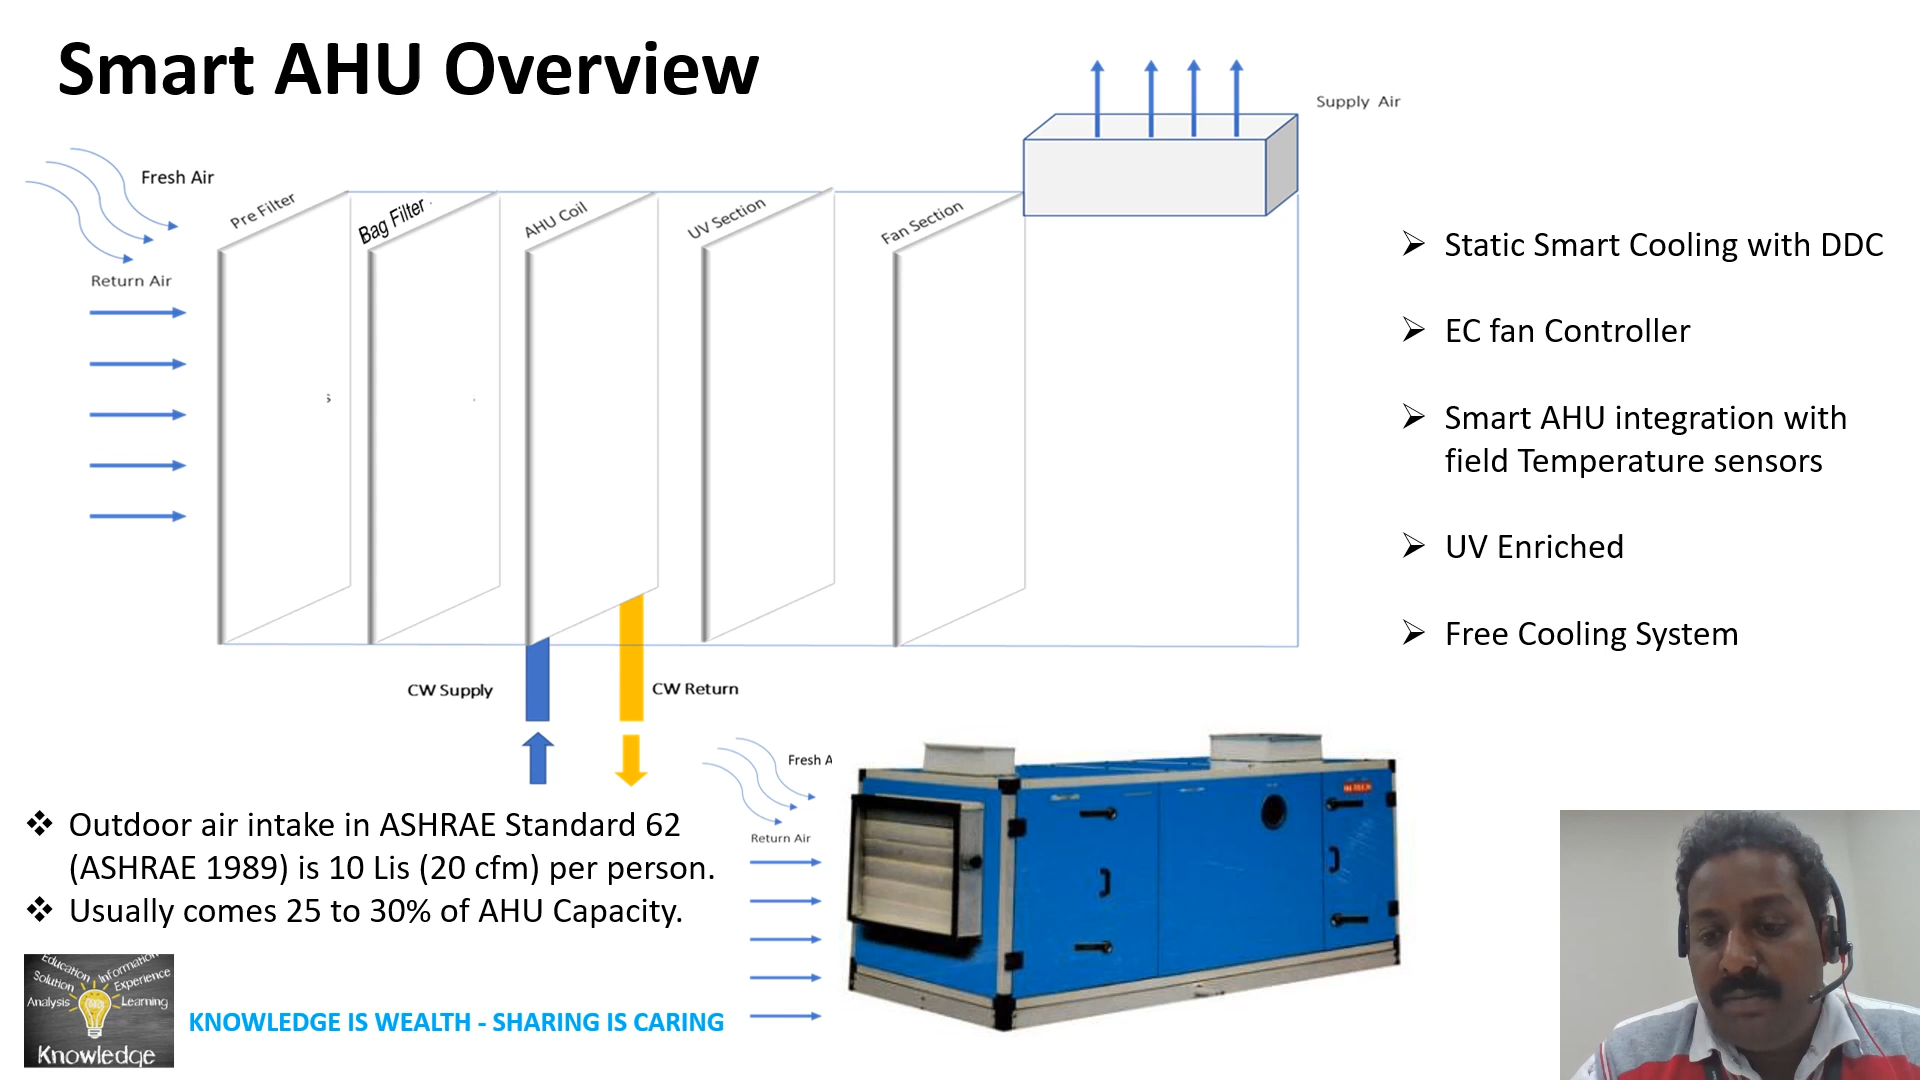 Smart AHU Overview
Supply Air
Fresh Air
Pre Filter
Bag Filter
AHU Coil
UV Section
Fan Section
Return Air
s
CW Supply
CW Return
Static Smart Cooling with DDC
EC fan Controller
Smart AHU integration with
field Temperature sensors
UV Enriched
Free Cooling System
Outdoor air intake in ASHRAE Standard 62
(ASHRAE 1989) is 10 Lis (20 cfm) per person.
Usually comes 25 to 30% of AHU Capacity.
Fresh A
Return Air
HI-TECH
Education
Information
Solution
Experience
Analysis
Learning
Knowledge
KNOWLEDGE IS WEALTH - SHARING IS CARING